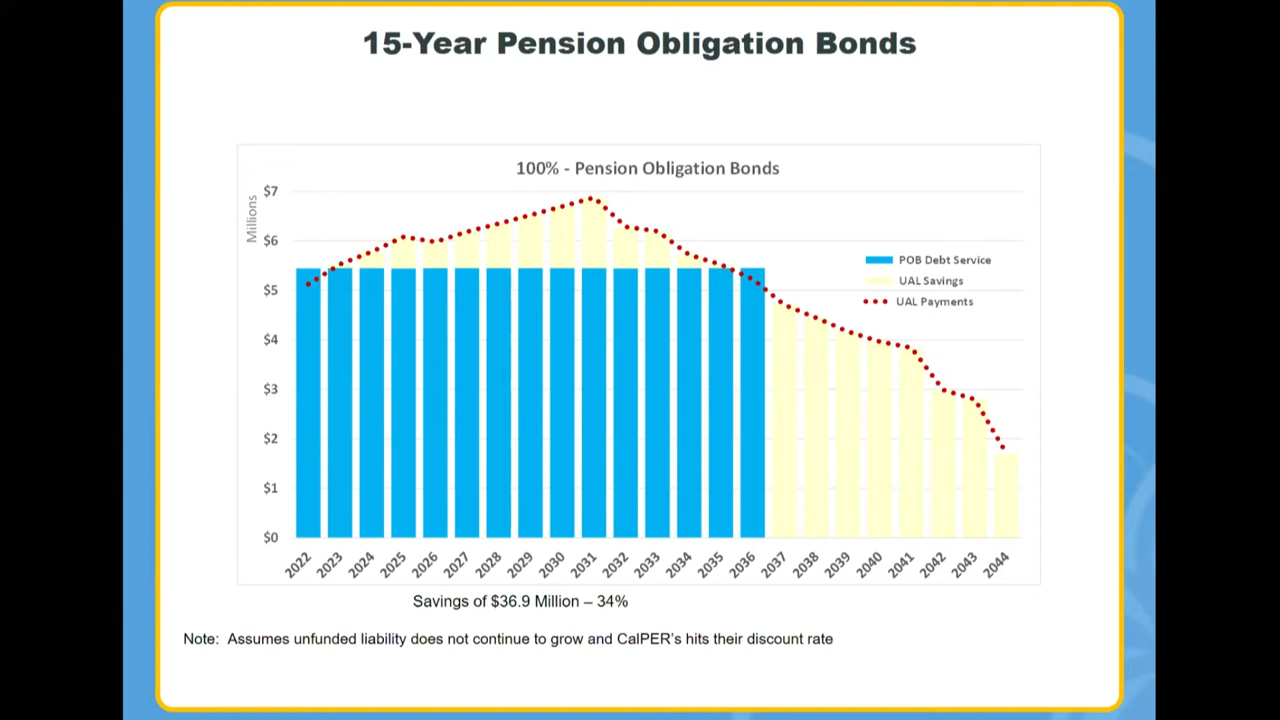 15-Year Pension Obligation Bonds
100% - Pension Obligation Bonds
Millions
$7
$6
$5
$4
$3
$2
$1
$0
POB Debt Service
UAL Savings
UAL Payments
2022 2023 2024 2025 2026 2027 2028 2029 2030 2031 2032 2033 2034 2035 2036 2037 2038 2039 2040 2041 2042 2043 2044
Savings of $36.9 Million – 34%
Note: Assumes unfunded liability does not continue to grow and CalPER's hits their discount rate